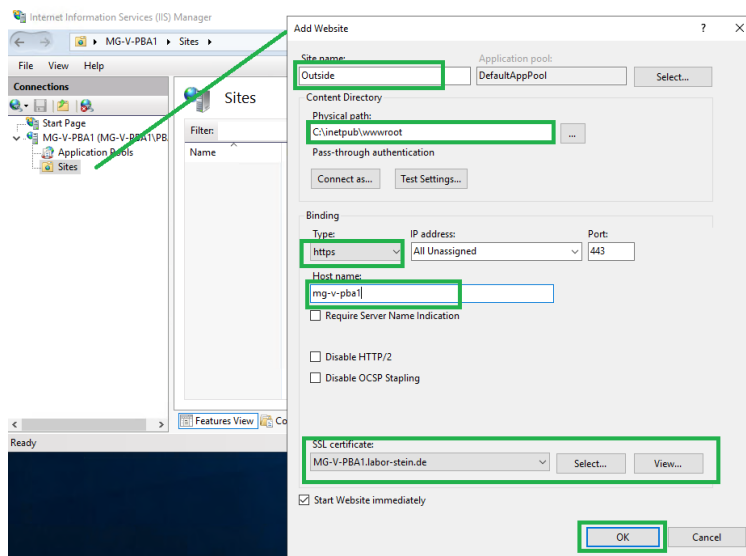 Internet Information Services (IIS) Manager
MG-V-PBA1 Sites
File View Help
Connections
Start Page
MG-V-PBA1 (MG-V-PBA1\PB
Application Pools
Sites
Sites
Filter:
Name
Features View Co
Ready
Add Website
? X
Site name:
Application pool:
Outside
DefaultAppPool
Select...
Content Directory
Physical path:
C:\inetpub\wwwroot
...
Pass-through authentication
Connect as... Test Settings...
Binding
Type: IP address: Port:
https All Unassigned 443
Host name:
mg-v-pba1
Require Server Name Indication
Disable HTTP/2
Disable OCSP Stapling
SSL certificate:
MG-V-PBA1.labor-stein.de Select... View...
Start Website immediately
OK Cancel